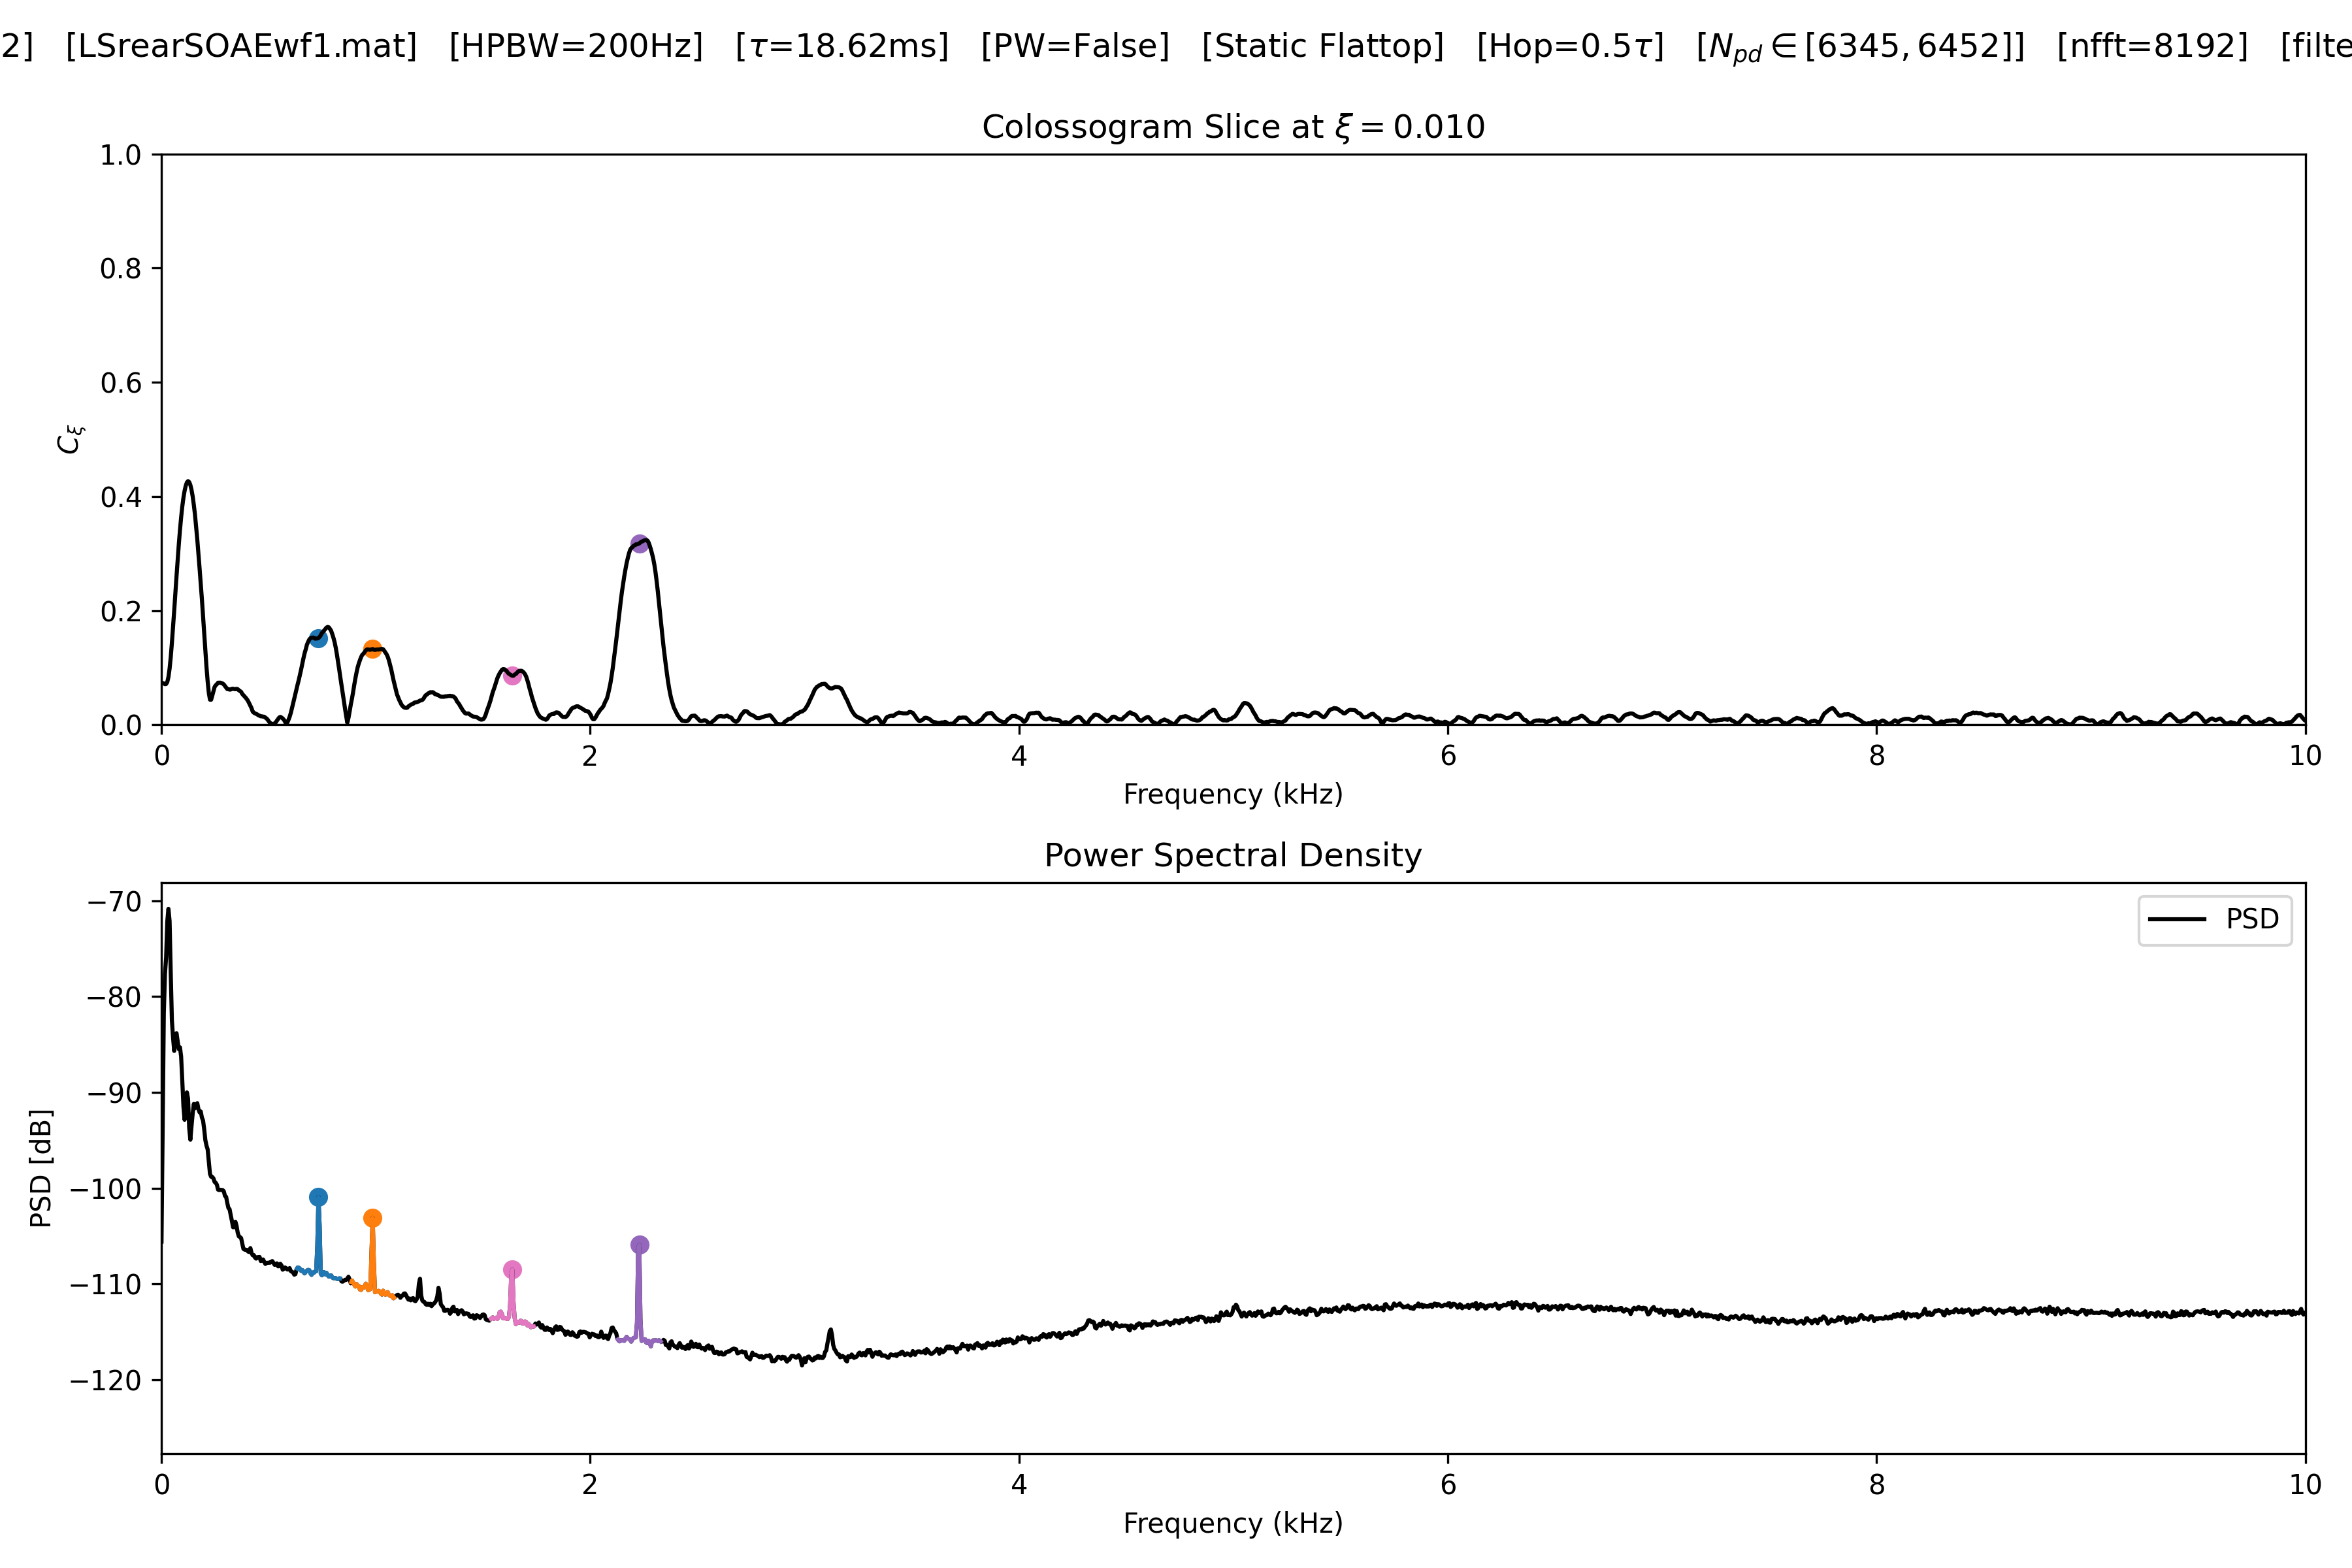 2] [LSrearSOAEwf1.mat] [HPBW=200Hz] [τ=18.62ms] [PW=False] [Static Flattop] [Hop=0.5τ] [N_pd ∈ [6345, 6452]] [nfft=8192] [filte
Colossogram Slice at ξ = 0.010
1.0
0.8
0.6
0.4
0.2
0.0
C_ξ
0 2 4 6 8 10
Frequency (kHz)
Power Spectral Density
PSD
−70
−80
−90
−100
−110
−120
PSD [dB]
0 2 4 6 8 10
Frequency (kHz)